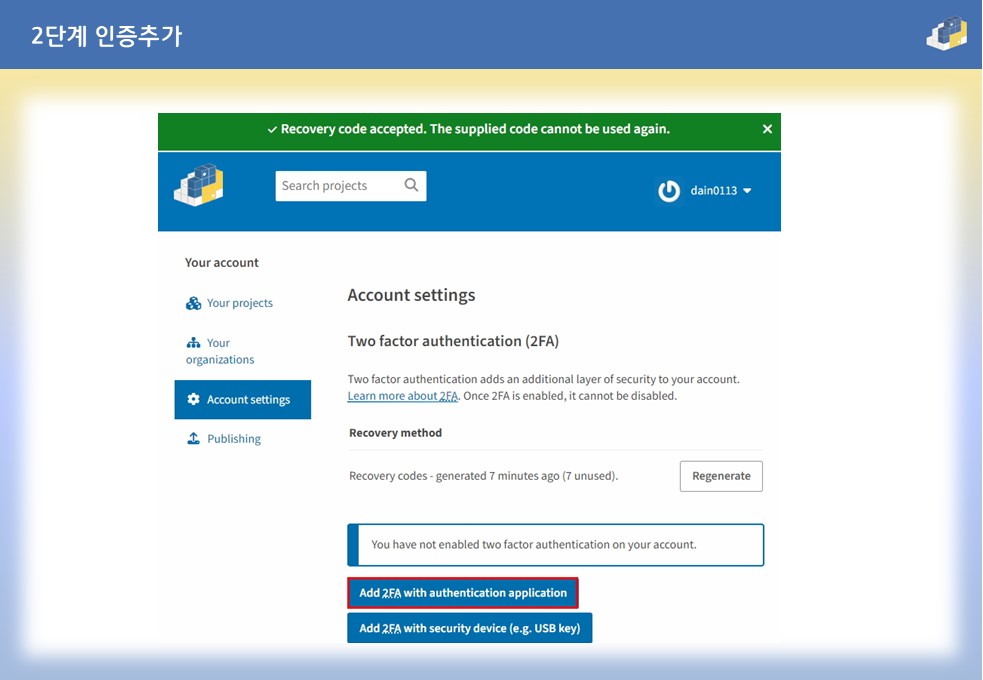 2단계 인증추가
✓ Recovery code accepted. The supplied code cannot be used again. ×
Search projects
dain0113
Your account
Your projects
Your
organizations
Account settings
Publishing
Account settings
Two factor authentication (2FA)
Two factor authentication adds an additional layer of security to your account.
Learn more about 2FA. Once 2FA is enabled, it cannot be disabled.
Recovery method
Recovery codes - generated 7 minutes ago (7 unused).
Regenerate
You have not enabled two factor authentication on your account.
Add 2FA with authentication application
Add 2FA with security device (e.g. USB key)